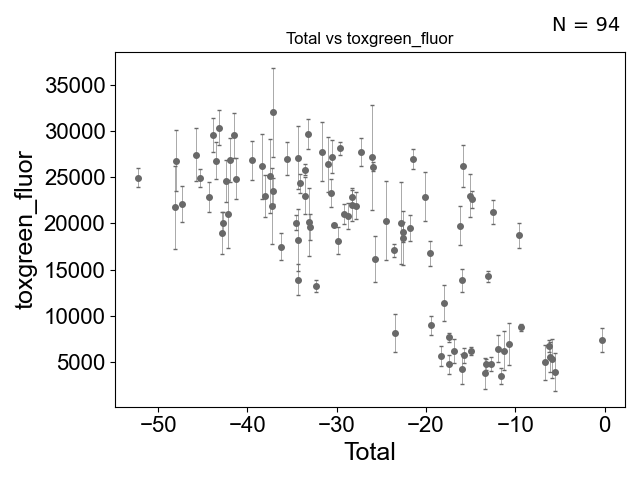 N = 94
Total vs toxgreen_fluor
35000
30000
25000
20000
15000
10000
5000
toxgreen_fluor
−50 −40 −30 −20 −10 0
Total